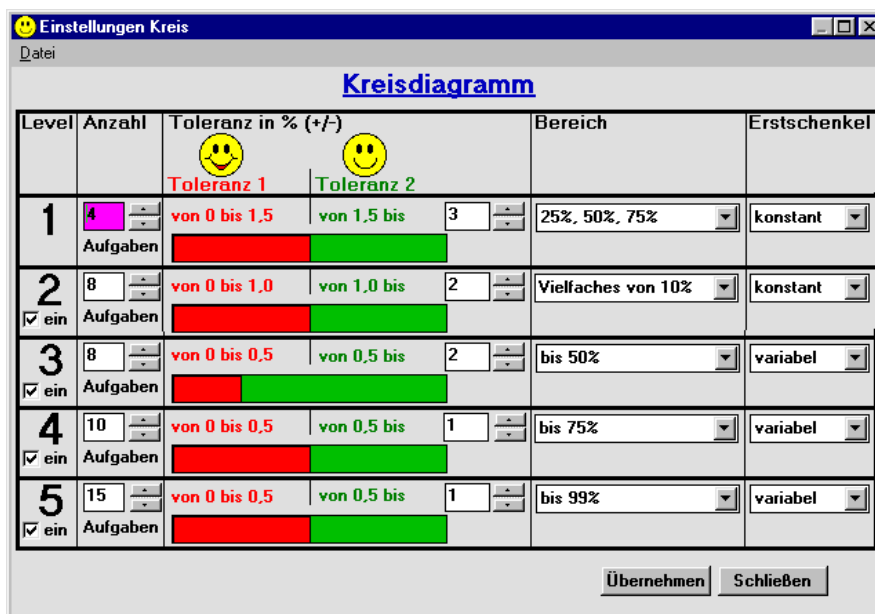 Einstellungen Kreis
Datei
Kreisdiagramm
Level Anzahl Toleranz in % (+/-) Bereich Erstschenkel
Toleranz 1 Toleranz 2
1 4 von 0 bis 1,5 von 1,5 bis 3 25%, 50%, 75% konstant
Aufgaben
2 8 von 0 bis 1,0 von 1,0 bis 2 Vielfaches von 10% konstant
ein Aufgaben
3 8 von 0 bis 0,5 von 0,5 bis 2 bis 50% variabel
ein Aufgaben
4 10 von 0 bis 0,5 von 0,5 bis 1 bis 75% variabel
ein Aufgaben
5 15 von 0 bis 0,5 von 0,5 bis 1 bis 99% variabel
ein Aufgaben
Übernehmen Schließen